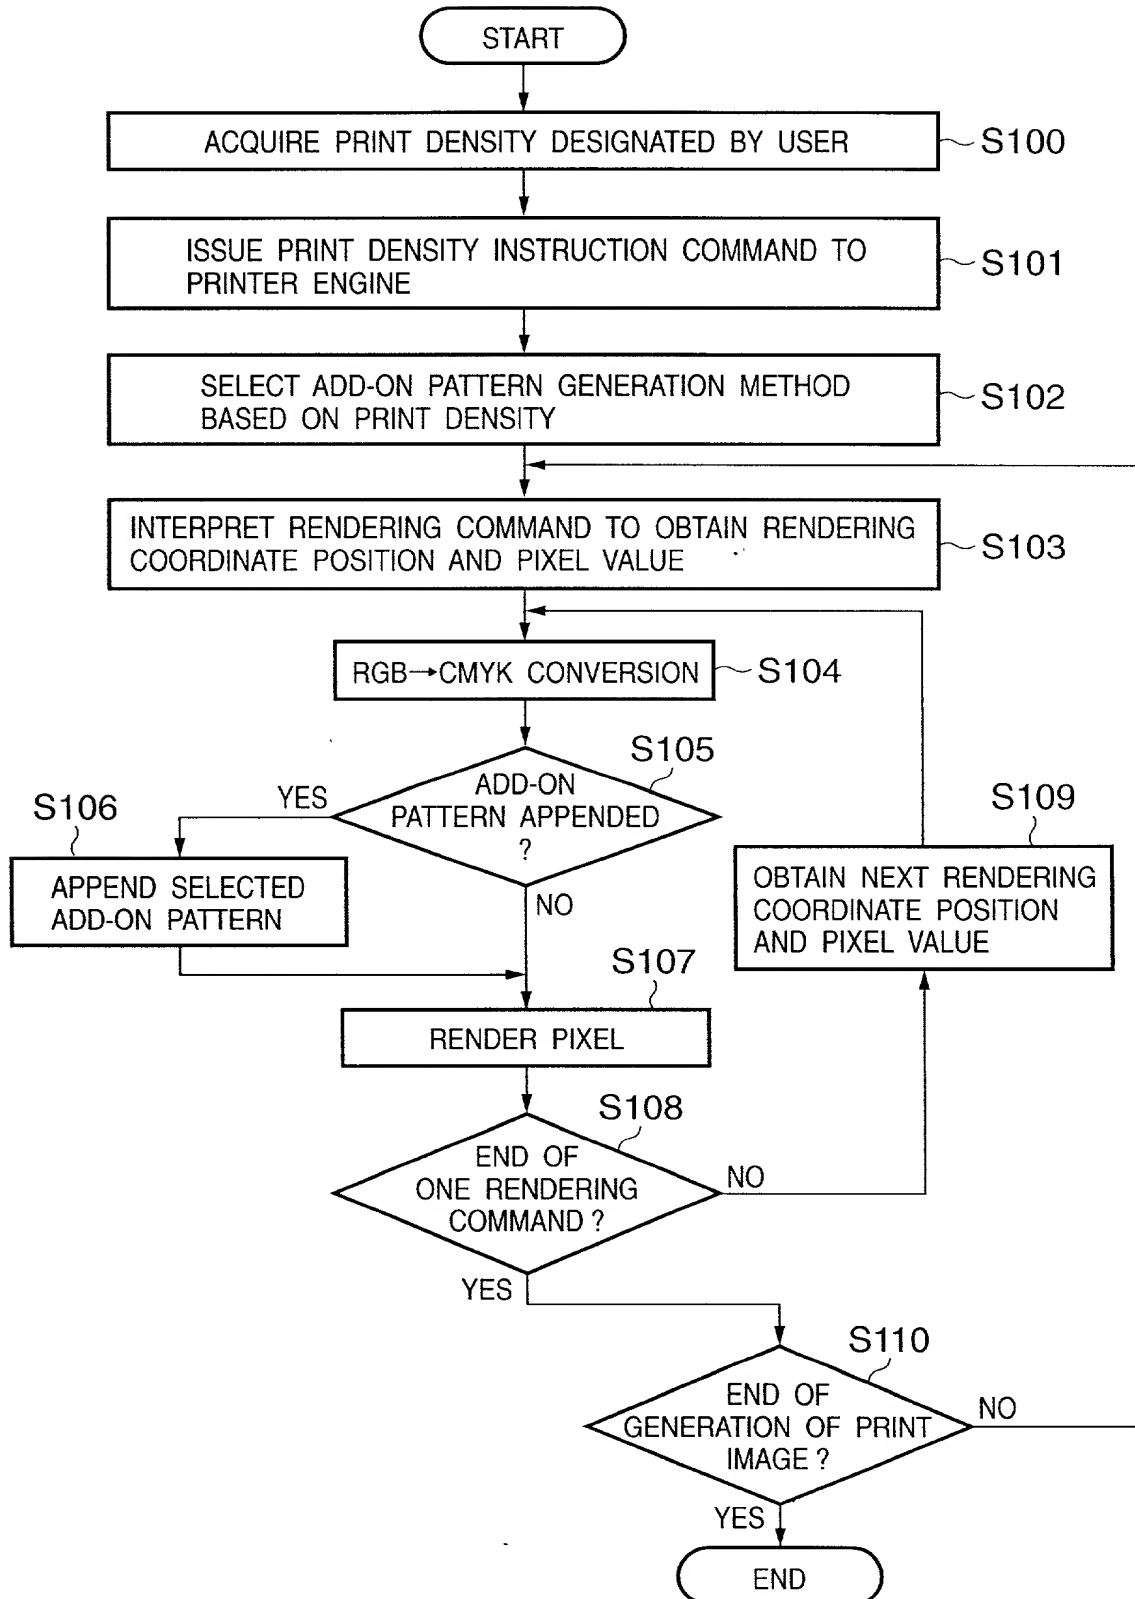 START
ACQUIRE PRINT DENSITY DESIGNATED BY USER
S100
ISSUE PRINT DENSITY INSTRUCTION COMMAND TO
PRINTER ENGINE
S101
SELECT ADD-ON PATTERN GENERATION METHOD
BASED ON PRINT DENSITY
S102
INTERPRET RENDERING COMMAND TO OBTAIN RENDERING
COORDINATE POSITION AND PIXEL VALUE
S103
RGB→CMYK CONVERSION
S104
S105
ADD-ON
PATTERN APPENDED
?
YES
NO
S106
APPEND SELECTED
ADD-ON PATTERN
S109
OBTAIN NEXT RENDERING
COORDINATE POSITION
AND PIXEL VALUE
S107
RENDER PIXEL
S108
END OF
ONE RENDERING
COMMAND?
NO
YES
S110
END OF
GENERATION OF PRINT
IMAGE?
NO
YES
END